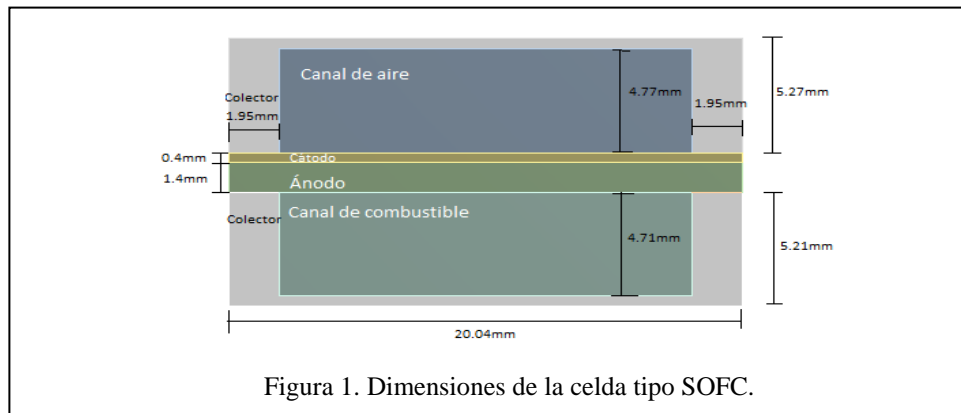 Canal de aire
Colector
1.95mm
4.77mm
1.95mm
5.27mm
0.4mm
Cátodo
1.4mm
Ánodo
Colector
Canal de combustible
4.71mm
5.21mm
20.04mm
Figura 1. Dimensiones de la celda tipo SOFC.